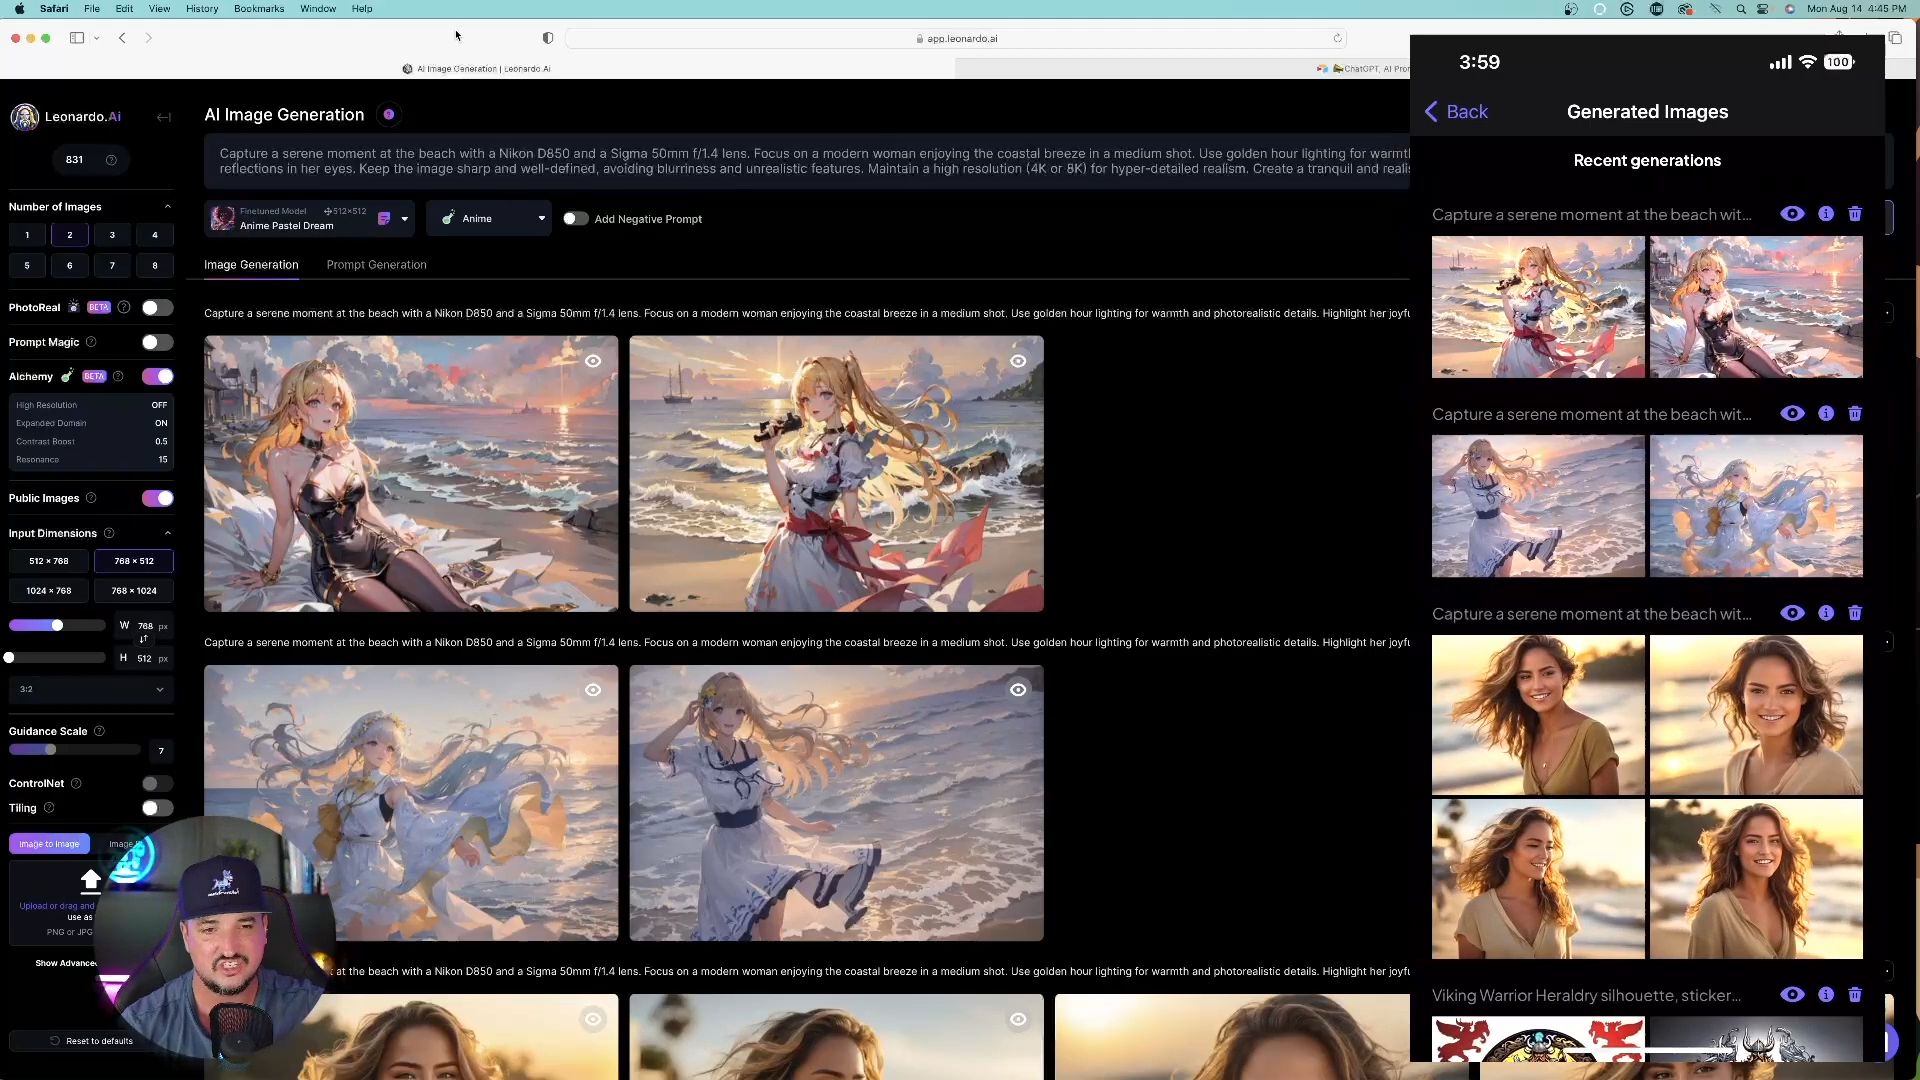 Safari File Edit View History Bookmarks Window Help
Mon Aug 14 4:45 PM
app.leonardo.ai
AI Image Generation | Leonardo.Ai
ChatGPT, AI Pro
Leonardo.Ai
831
Number of Images
1 2 3 4
5 6 7 8
PhotoReal BETA
Prompt Magic
Alchemy BETA
High Resolution OFF
Expanded Domain ON
Contrast Boost 0.5
Resonance 15
Public Images
Input Dimensions
512 × 768 768 × 512
1024 × 768 768 × 1024
W 768 px
H 512 px
3:2
Guidance Scale
7
ControlNet
Tiling
Image to Image Image
Upload or drag and
use as
PNG or JPG
Show Advance
Reset to defaults
AI Image Generation
Capture a serene moment at the beach with a Nikon D850 and a Sigma 50mm f/1.4 lens. Focus on a modern woman enjoying the coastal breeze in a medium shot. Use golden hour lighting for warmt
reflections in her eyes. Keep the image sharp and well-defined, avoiding blurriness and unrealistic features. Maintain a high resolution (4K or 8K) for hyper-detailed realism. Create a tranquil and reali
Finetuned Model 512×512
Anime Pastel Dream
Anime
Add Negative Prompt
Image Generation Prompt Generation
Capture a serene moment at the beach with a Nikon D850 and a Sigma 50mm f/1.4 lens. Focus on a modern woman enjoying the coastal breeze in a medium shot. Use golden hour lighting for warmth and photorealistic details. Highlight her joyfu
Capture a serene moment at the beach with a Nikon D850 and a Sigma 50mm f/1.4 lens. Focus on a modern woman enjoying the coastal breeze in a medium shot. Use golden hour lighting for warmth and photorealistic details. Highlight her joyfu
t at the beach with a Nikon D850 and a Sigma 50mm f/1.4 lens. Focus on a modern woman enjoying the coastal breeze in a medium shot. Use golden hour lighting for warmth and photorealistic details. Highlight her joyfu
3:59
100
Back Generated Images
Recent generations
Capture a serene moment at the beach wit...
Capture a serene moment at the beach wit...
Capture a serene moment at the beach wit...
Viking Warrior Heraldry silhouette, sticker...